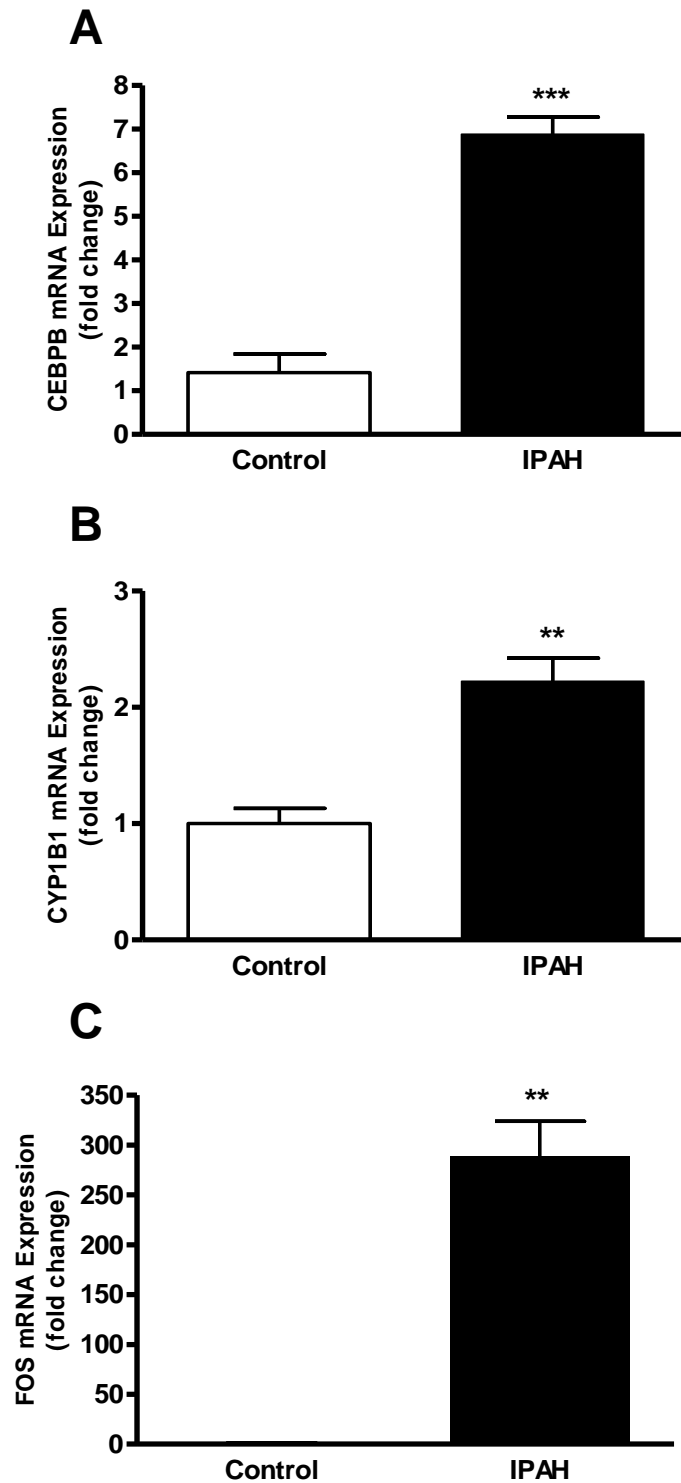 A
CEBPB mRNA Expression
(fold change)
8
7
6
5
4
3
2
1
0
***
Control
IPAH
B
CYP1B1 mRNA Expression
(fold change)
3
2
1
0
**
Control
IPAH
C
FOS mRNA Expression
(fold change)
350
300
250
200
150
100
50
0
**
Control
IPAH